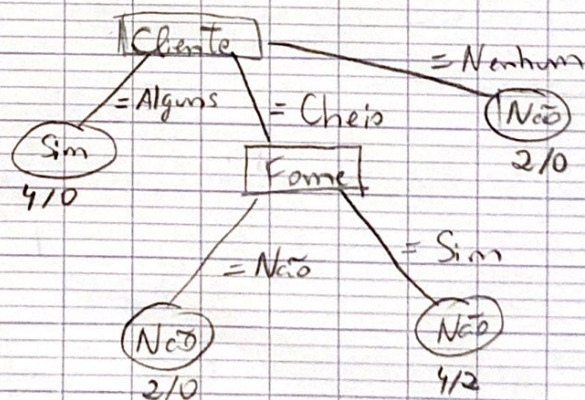 Cliente
= Nenhum
= Alguns
= Cheio
Não
2/0
Sim
4/0
Fome
= Não
= Sim
Não
2/0
Não
4/2